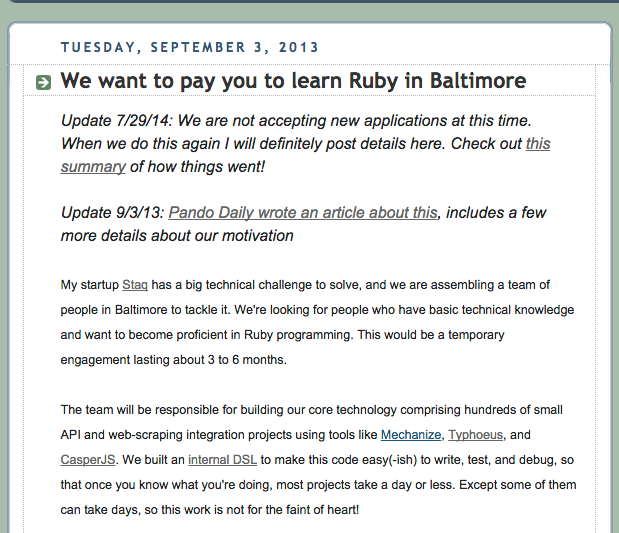 TUESDAY, SEPTEMBER 3, 2013
We want to pay you to learn Ruby in Baltimore
Update 7/29/14: We are not accepting new applications at this time.
When we do this again I will definitely post details here. Check out this
summary of how things went!
Update 9/3/13: Pando Daily wrote an article about this, includes a few
more details about our motivation
My startup Staq has a big technical challenge to solve, and we are assembling a team of
people in Baltimore to tackle it. We're looking for people who have basic technical knowledge
and want to become proficient in Ruby programming. This would be a temporary
engagement lasting about 3 to 6 months.
The team will be responsible for building our core technology comprising hundreds of small
API and web-scraping integration projects using tools like Mechanize, Typhoeus, and
CasperJS. We built an internal DSL to make this code easy(-ish) to write, test, and debug, so
that once you know what you're doing, most projects take a day or less. Except some of them
can take days, so this work is not for the faint of heart!